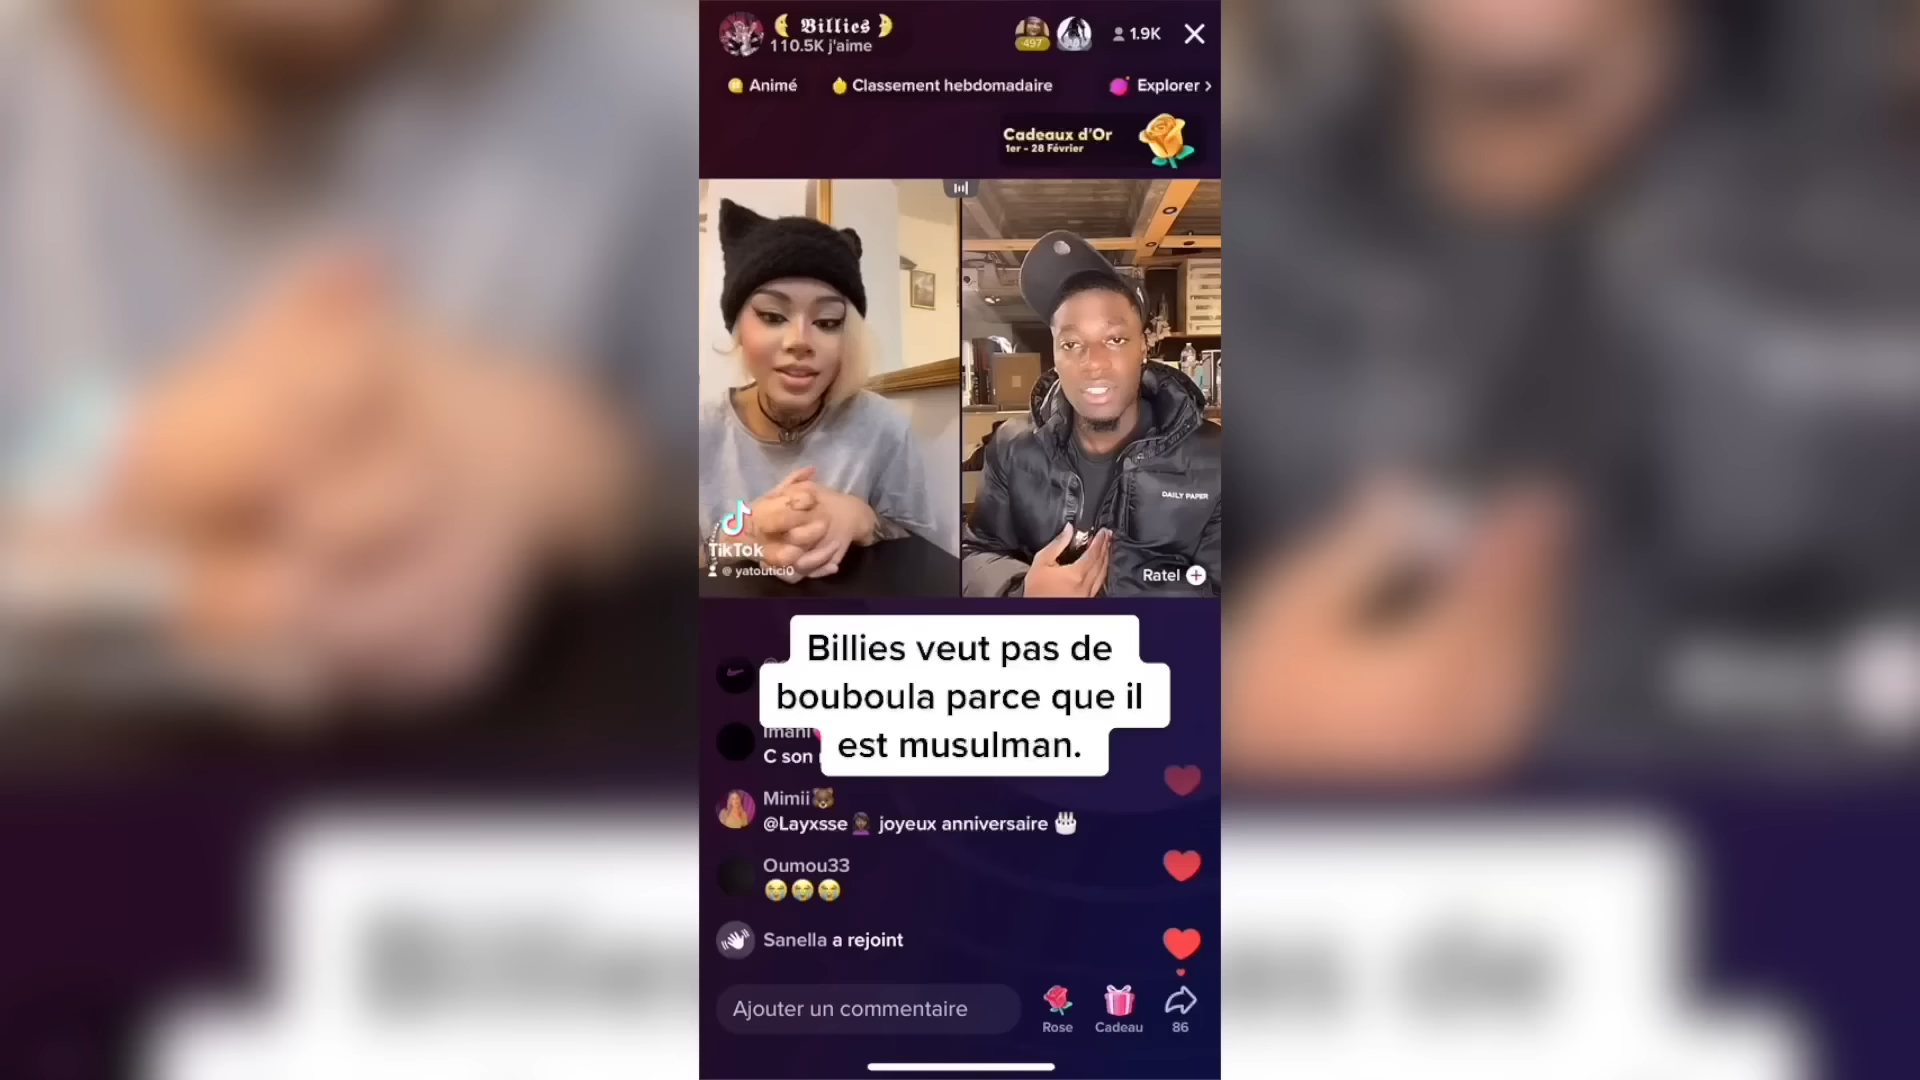 Billies
110.5K j'aime
497
1.9K
Animé
Classement hebdomadaire
Explorer >
Cadeaux d'Or
1er - 28 Février
DAILY PAPER
TikTok
@ yatoutici0
Ratel
Billies veut pas de
bouboula parce que il
est musulman.
Imani
C son
Mimii🐻
@Layxsse joyeux anniversaire 🎂
Oumou33
😭😭😭
Sanella a rejoint
Ajouter un commentaire
Rose
Cadeau
86